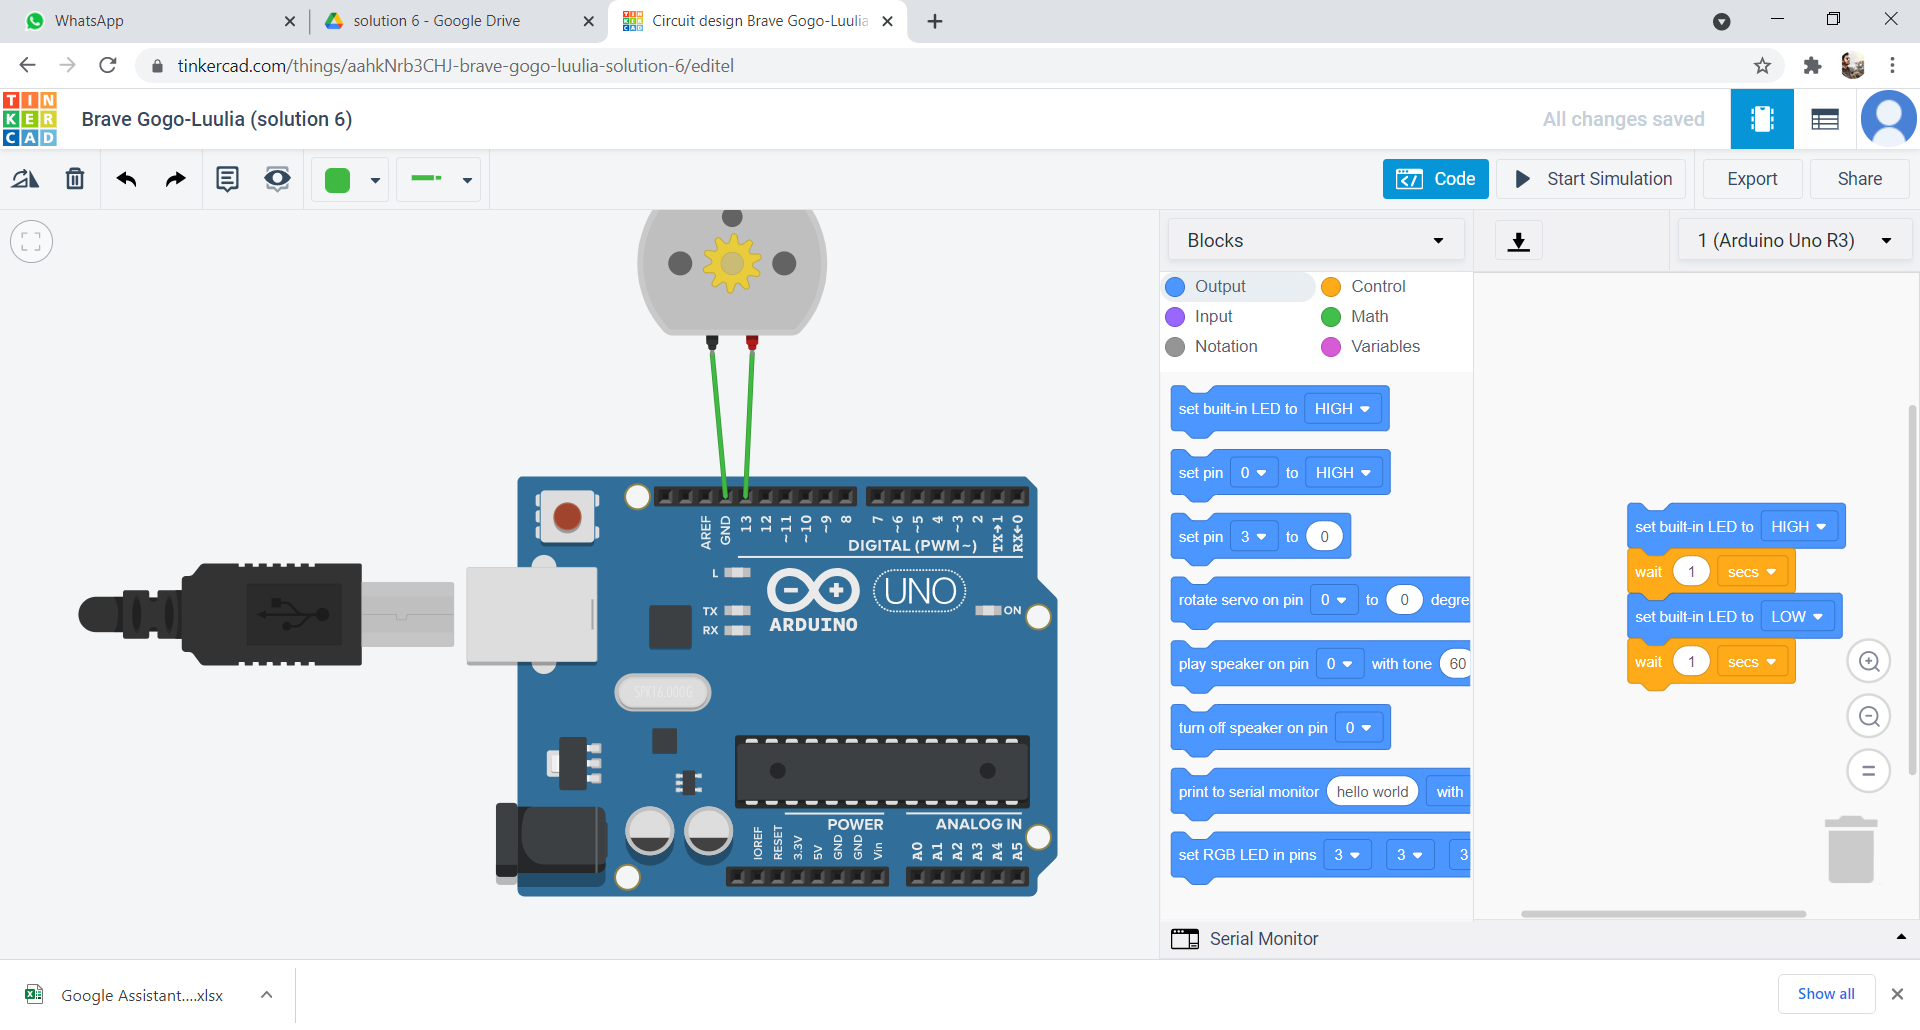 WhatsApp
solution 6 - Google Drive
Circuit design Brave Gogo-Luulia
tinkercad.com/things/aahkNrb3CHJ-brave-gogo-luulia-solution-6/editel
TIN
KER
CAD
Brave Gogo-Luulia (solution 6)
All changes saved
Code
Start Simulation
Export
Share
Blocks
1 (Arduino Uno R3)
Output
Control
Input
Math
Notation
Variables
set built-in LED to HIGH
set pin 0 to HIGH
set pin 3 to 0
rotate servo on pin 0 to 0 degre
play speaker on pin 0 with tone 60
turn off speaker on pin 0
print to serial monitor hello world with
set RGB LED in pins 3 3 3
set built-in LED to HIGH
wait 1 secs
set built-in LED to LOW
wait 1 secs
AREF
GND
13
12
~11
~10
~9
8
7
~6
~5
4
~3
2
TX→1
RX←0
DIGITAL (PWM~)
L
TX
RX
ARDUINO
UNO
ON
SPK16.000G
POWER
ANALOG IN
IOREF
RESET
3.3V
5V
GND
GND
Vin
A0
A1
A2
A3
A4
A5
Serial Monitor
Google Assistant....xlsx
Show all